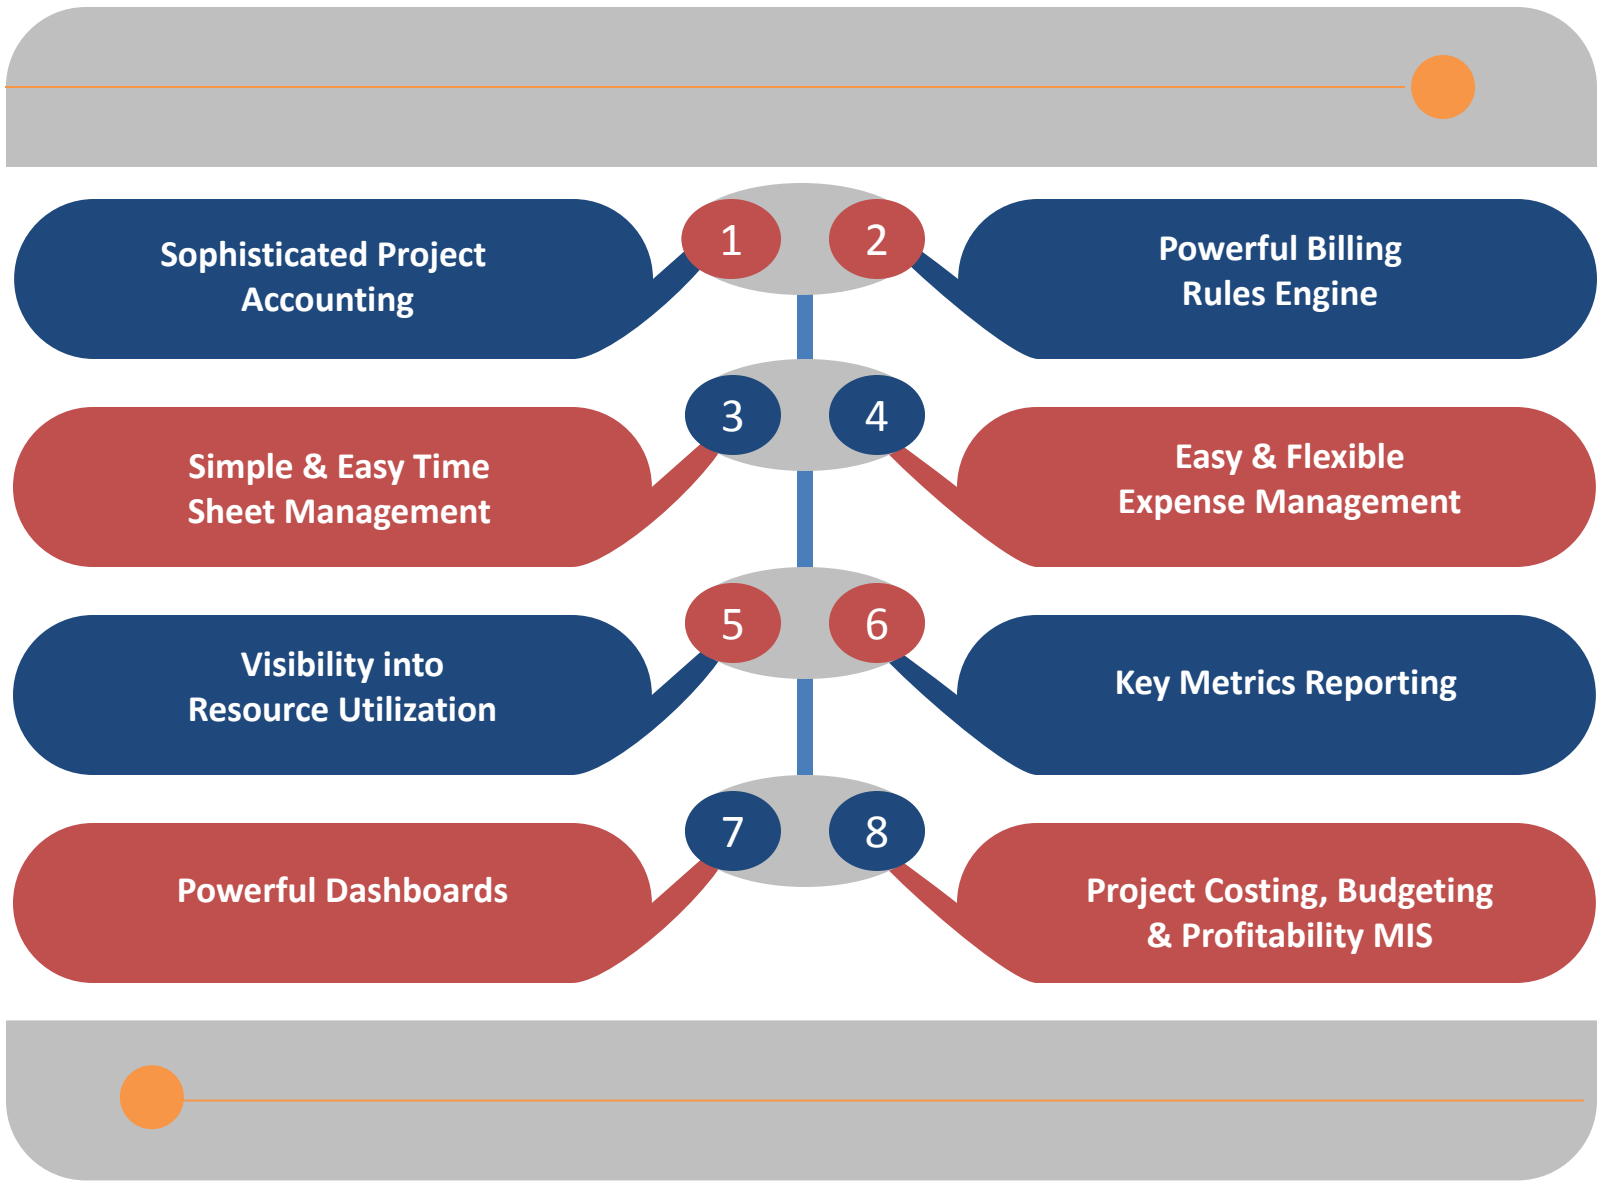 1
Sophisticated Project
Accounting
2
Powerful Billing
Rules Engine
3
Simple & Easy Time
Sheet Management
4
Easy & Flexible
Expense Management
5
Visibility into
Resource Utilization
6
Key Metrics Reporting
7
Powerful Dashboards
8
Project Costing, Budgeting
& Profitability MIS